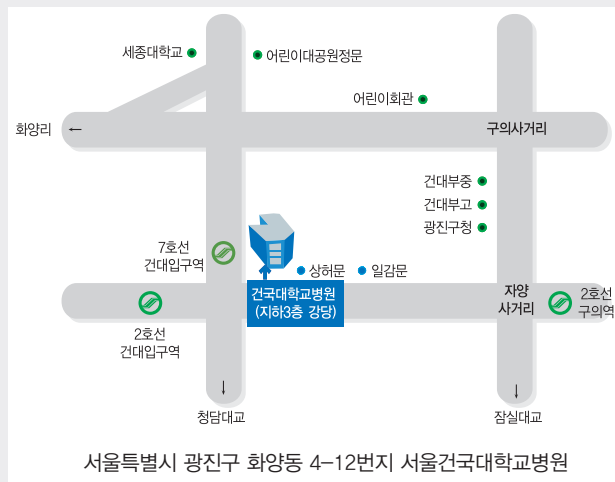 세종대학교
어린이대공원정문
어린이회관
화양리
구의사거리
건대부중
건대부고
광진구청
7호선
건대입구역
상허문
일감문
건국대학교병원
(지하3층 강당)
자양
사거리
2호선
구의역
2호선
건대입구역
청담대교
잠실대교
서울특별시 광진구 화양동 4-12번지 서울건국대학교병원